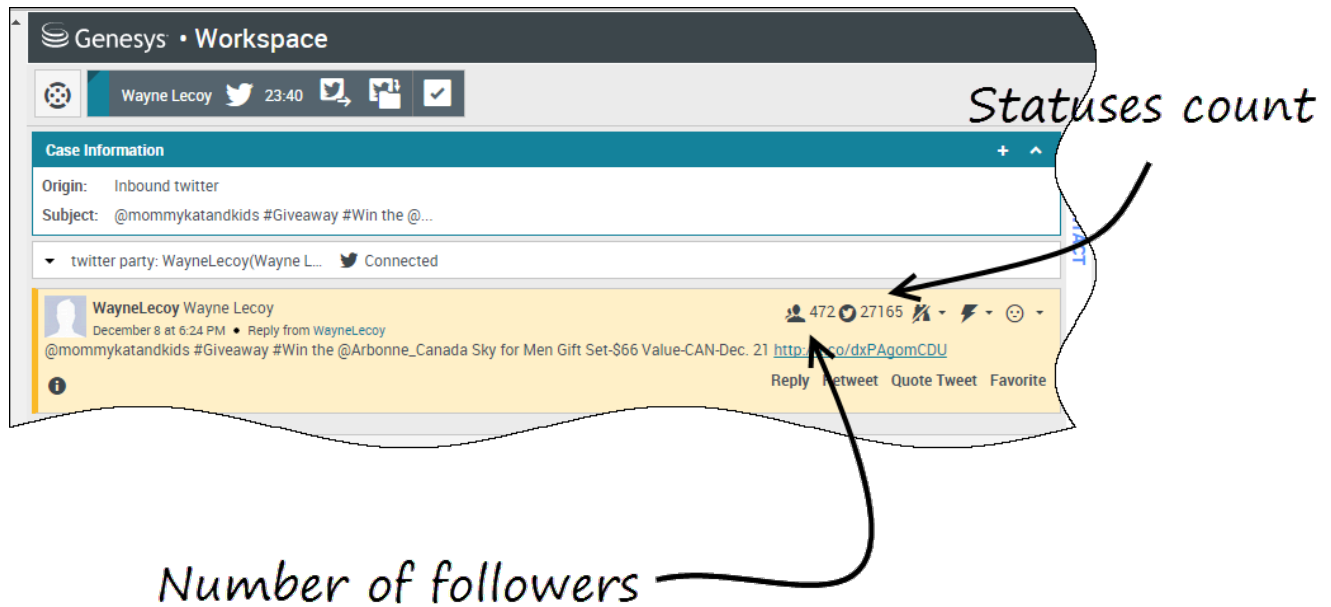 Genesys • Workspace
Wayne Lecoy 23:40
Statuses count
Case Information
Origin: Inbound twitter
Subject: @mommykatandkids #Giveaway #Win the @...
twitter party: WayneLecoy(Wayne L... Connected
WayneLecoy Wayne Lecoy 472 27165
December 8 at 6:24 PM • Reply from WayneLecoy
@mommykatandkids #Giveaway #Win the @Arbonne_Canada Sky for Men Gift Set-$66 Value-CAN-Dec. 21
Reply Retweet Quote Tweet Favorite
Number of followers